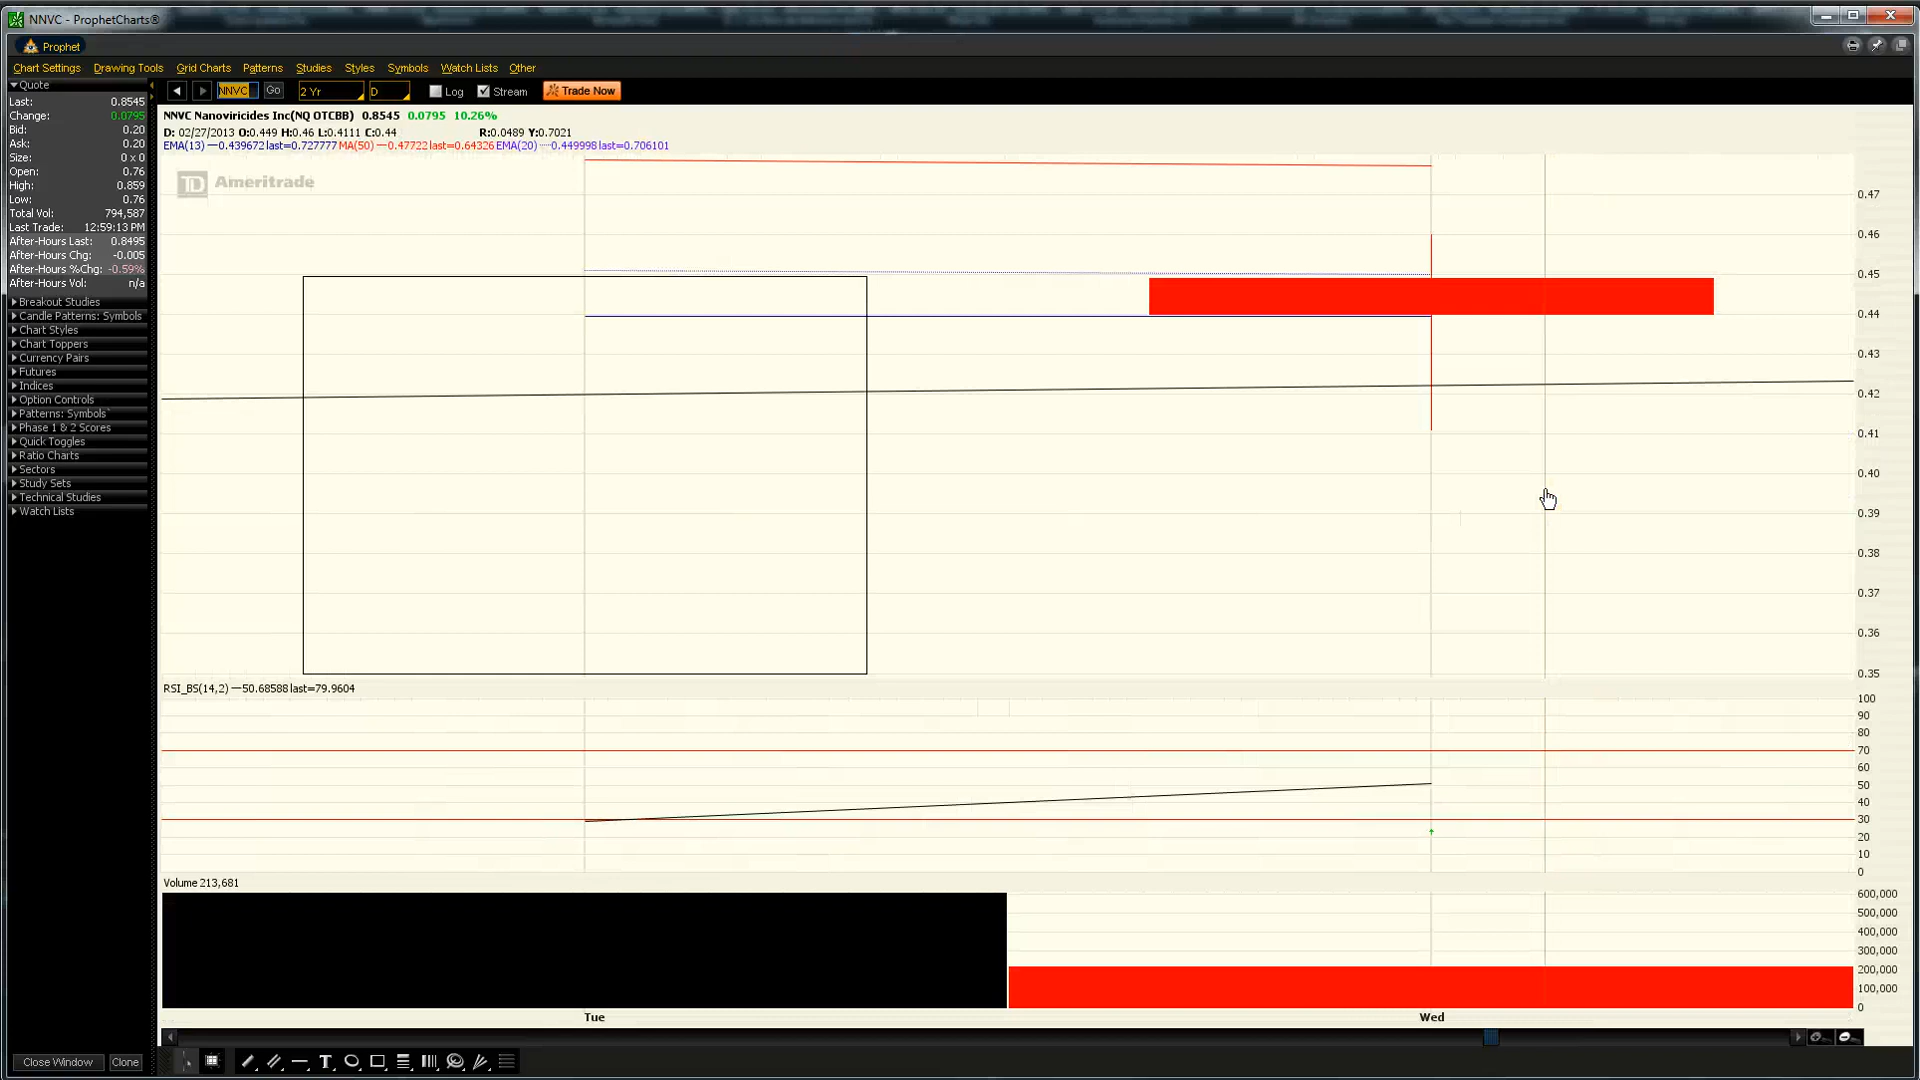 NNVC - ProphetCharts®
Prophet
Chart Settings Drawing Tools Grid Charts Patterns Studies Styles Symbols Watch Lists Other
Quote
NNVC Go 2 Yr D Log Stream Trade Now
Last: 0.8545
Change: 0.0795
Bid: 0.20
Ask: 0.20
Size: 0 x 0
Open: 0.76
High: 0.859
Low: 0.76
Total Vol: 794,587
Last Trade: 12:59:13 PM
After-Hours Last: 0.8495
After-Hours Chg: -0.005
After-Hours %Chg: -0.59%
After-Hours Vol: n/a
Breakout Studies
Candle Patterns: Symbols
Chart Styles
Chart Toppers
Currency Pairs
Futures
Indices
Option Controls
Patterns: Symbols`
Phase 1 & 2 Scores
Quick Toggles
Ratio Charts
Sectors
Study Sets
Technical Studies
Watch Lists
NNVC Nanoviricides Inc(NQ OTCBB) 0.8545 0.0795 10.26%
D: 02/27/2013 O:0.449 H:0.46 L:0.4111 C:0.44 R:0.0489 Y:0.7021
EMA(13) —0.439672 last=0.727777 MA(50) —0.47722 last=0.64326 EMA(20) ····0.449998 last=0.706101
TD Ameritrade
0.47
0.46
0.45
0.44
0.43
0.42
0.41
0.40
0.39
0.38
0.37
0.36
0.35
RSI_BS(14,2) —50.68588 last=79.9604
100
90
80
70
60
50
40
30
20
10
0
Volume 213,681
600,000
500,000
400,000
300,000
200,000
100,000
0
Tue Wed
Close Window Clone
T